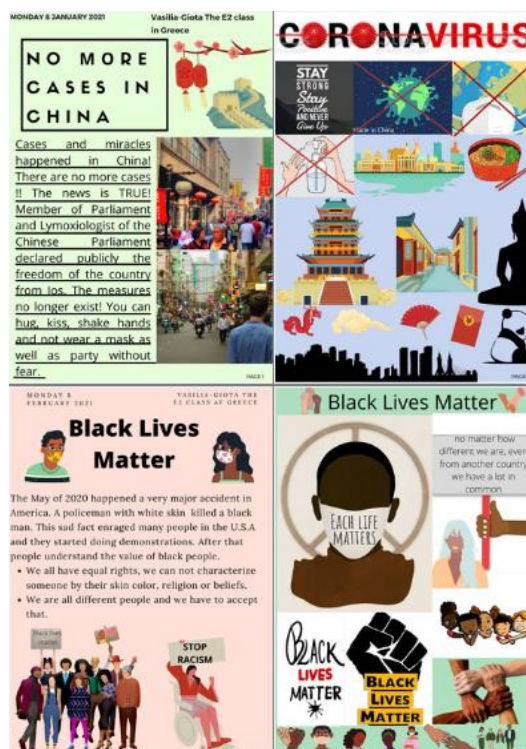 MONDAY 8 JANUARY 2021
Vasilia-Giota The E2 class
in Greece
NO MORE
CASES IN
CHINA
Cases and miracles
happened in China!
There are no more cases
!! The news is TRUE!
Member of Parliament
and Lymoxiologist of the
Chinese Parliament
declared publicly the
freedom of the country
from Ios. The measures
no longer exist! You can
hug, kiss, shake hands
and not wear a mask as
well as party without
fear.
PAGE 1
CORONAVIRUS
STAY
STRONG
Stay
Positive
AND NEVER
Give Up
made in China
PAGE
MONDAY 8
FEBRUARY 2021
VASILIA-GIOTA THE
E2 CLASS AF GREECE
Black Lives
Matter
The May of 2020 happened a very major accident in
America. A policeman with white skin killed a black
man. This sad fact enraged many people in the U.S.A
and they started doing demonstrations. After that
people understand the value of black people.
• We all have equal rights, we can not characterize
someone by their skin color, religion or beliefs.
• We are all different people and we have to accept
that.
Black lives
matter
STOP
RACISM
Black Lives Matter
no matter how
different we are, even
from another country
we have a lot in
common
EACH LIFE
MATTERS
BLACK
LIVES
MATTER
BLACK
LIVES
MATTER